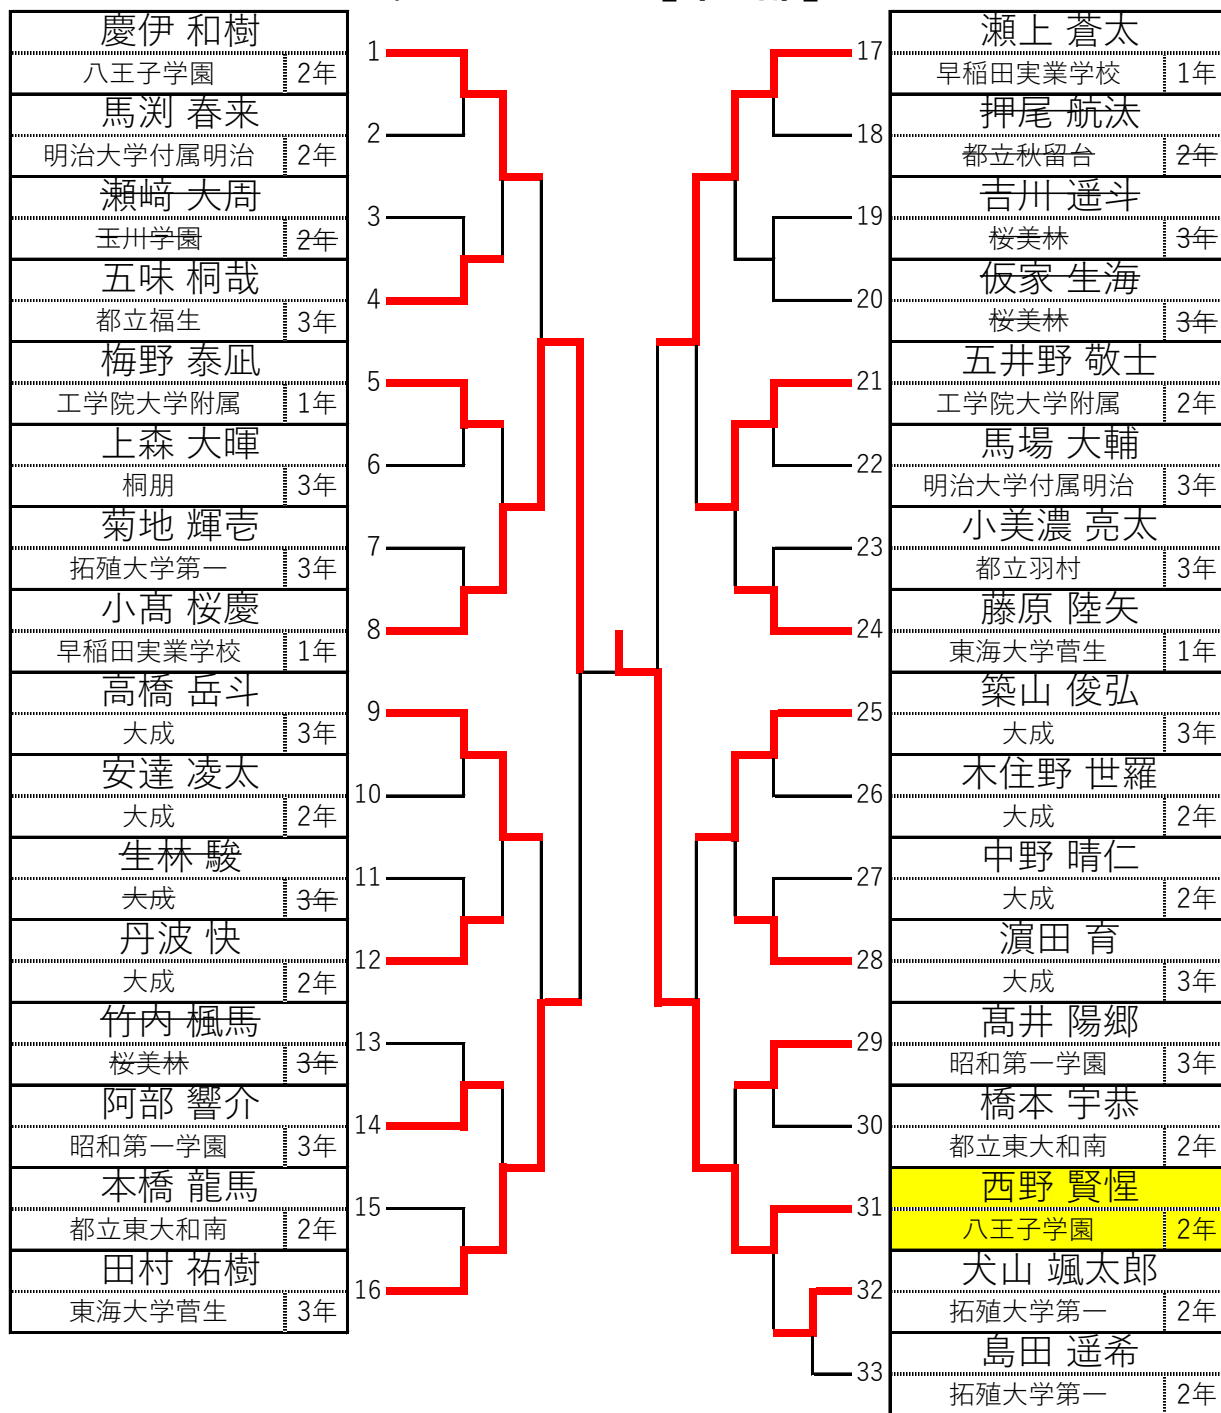 慶伊 和樹
八王子学園 2年
1
馬渕 春来
明治大学付属明治 2年
2
瀬﨑 大周
玉川学園 2年
3
五味 桐哉
都立福生 3年
4
梅野 泰凪
工学院大学附属 1年
5
上森 大暉
桐朋 3年
6
菊地 輝壱
拓殖大学第一 3年
7
小髙 桜慶
早稲田実業学校 1年
8
高橋 岳斗
大成 3年
9
安達 凌太
大成 2年
10
生林 駿
大成 3年
11
丹波 快
大成 2年
12
竹内 楓馬
桜美林 3年
13
阿部 響介
昭和第一学園 3年
14
本橋 龍馬
都立東大和南 2年
15
田村 祐樹
東海大学菅生 3年
16
瀬上 蒼太
17
早稲田実業学校 1年
押尾 航汰
18
都立秋留台 2年
吉川 遥斗
19
桜美林 3年
仮家 生海
20
桜美林 3年
五井野 敬士
21
工学院大学附属 2年
馬場 大輔
22
明治大学付属明治 3年
小美濃 亮太
23
都立羽村 3年
藤原 陸矢
24
東海大学菅生 1年
築山 俊弘
25
大成 3年
木住野 世羅
26
大成 2年
中野 晴仁
27
大成 2年
濵田 育
28
大成 3年
髙井 陽郷
29
昭和第一学園 3年
橋本 宇恭
30
都立東大和南 2年
西野 賢惺
31
八王子学園 2年
犬山 颯太郎
32
拓殖大学第一 2年
島田 遥希
33
拓殖大学第一 2年